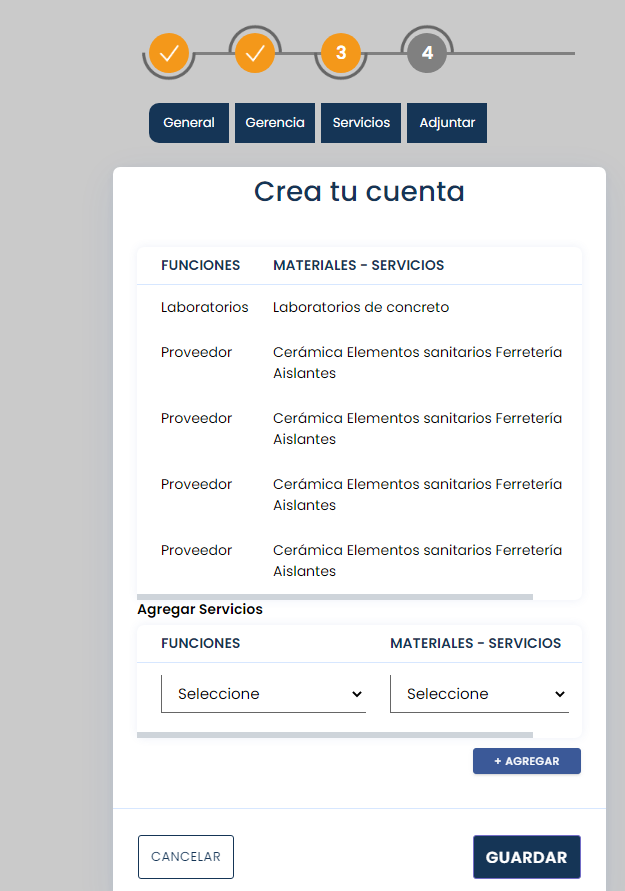 3 4
General Gerencia Servicios Adjuntar
Crea tu cuenta
FUNCIONES MATERIALES - SERVICIOS
Laboratorios Laboratorios de concreto
Proveedor Cerámica Elementos sanitarios Ferretería
Aislantes
Proveedor Cerámica Elementos sanitarios Ferretería
Aislantes
Proveedor Cerámica Elementos sanitarios Ferretería
Aislantes
Proveedor Cerámica Elementos sanitarios Ferretería
Aislantes
Agregar Servicios
FUNCIONES MATERIALES - SERVICIOS
Seleccione Seleccione
+ AGREGAR
CANCELAR GUARDAR